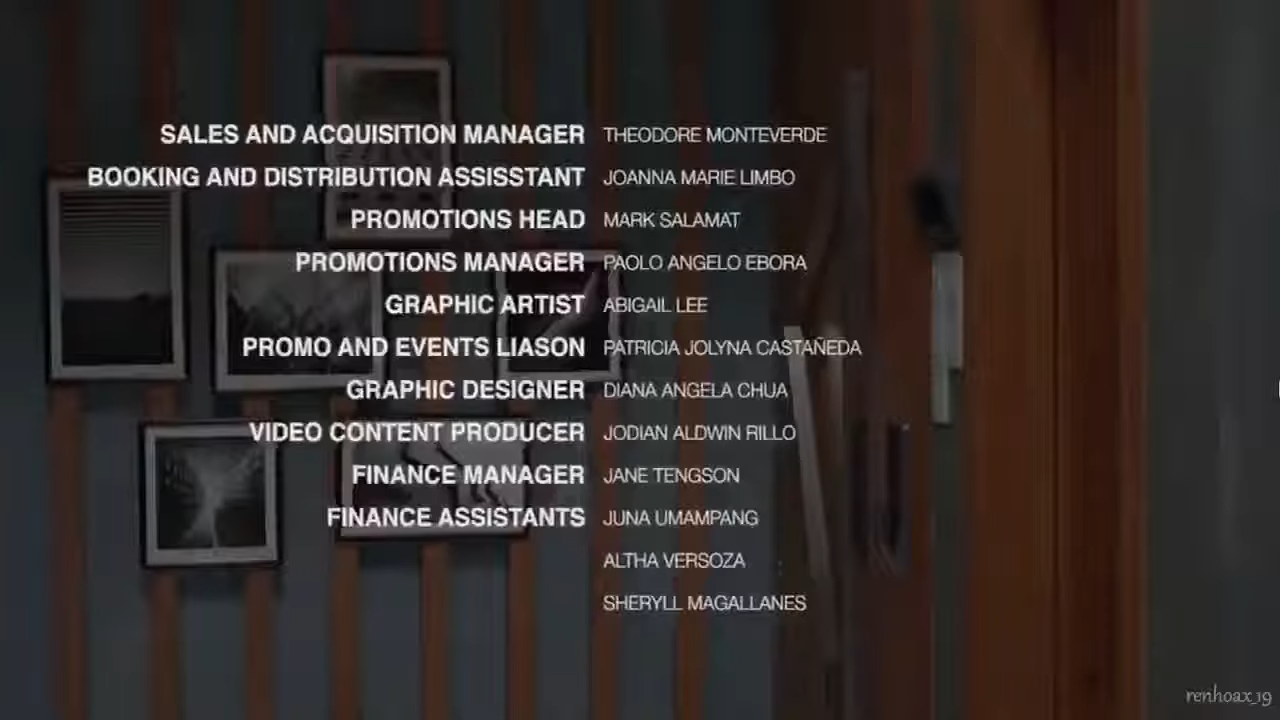 SALES AND ACQUISITION MANAGER THEODORE MONTEVERDE
BOOKING AND DISTRIBUTION ASSISSTANT JOANNA MARIE LIMBO
PROMOTIONS HEAD MARK SALAMAT
PROMOTIONS MANAGER PAOLO ANGELO EBORA
GRAPHIC ARTIST ABIGAIL LEE
PROMO AND EVENTS LIASON PATRICIA JOLYNA CASTAÑEDA
GRAPHIC DESIGNER DIANA ANGELA CHUA
VIDEO CONTENT PRODUCER JODIAN ALDWIN RILLO
FINANCE MANAGER JANE TENGSON
FINANCE ASSISTANTS JUNA UMAMPANG
ALTHA VERSOZA
SHERYLL MAGALLANES
renhoax_19